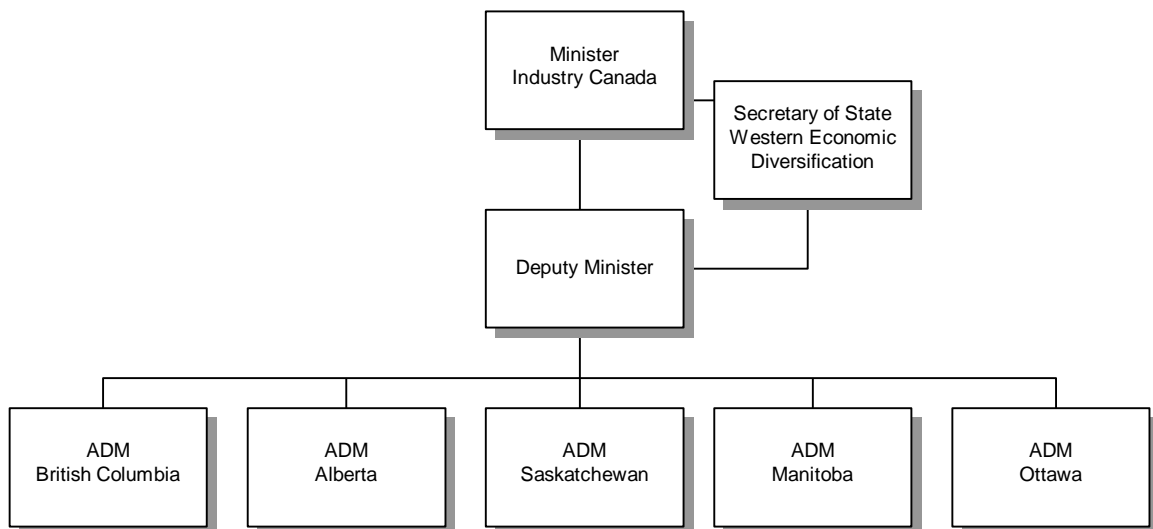 Minister
Industry Canada
Secretary of State
Western Economic
Diversification
Deputy Minister
ADM
British Columbia
ADM
Alberta
ADM
Saskatchewan
ADM
Manitoba
ADM
Ottawa